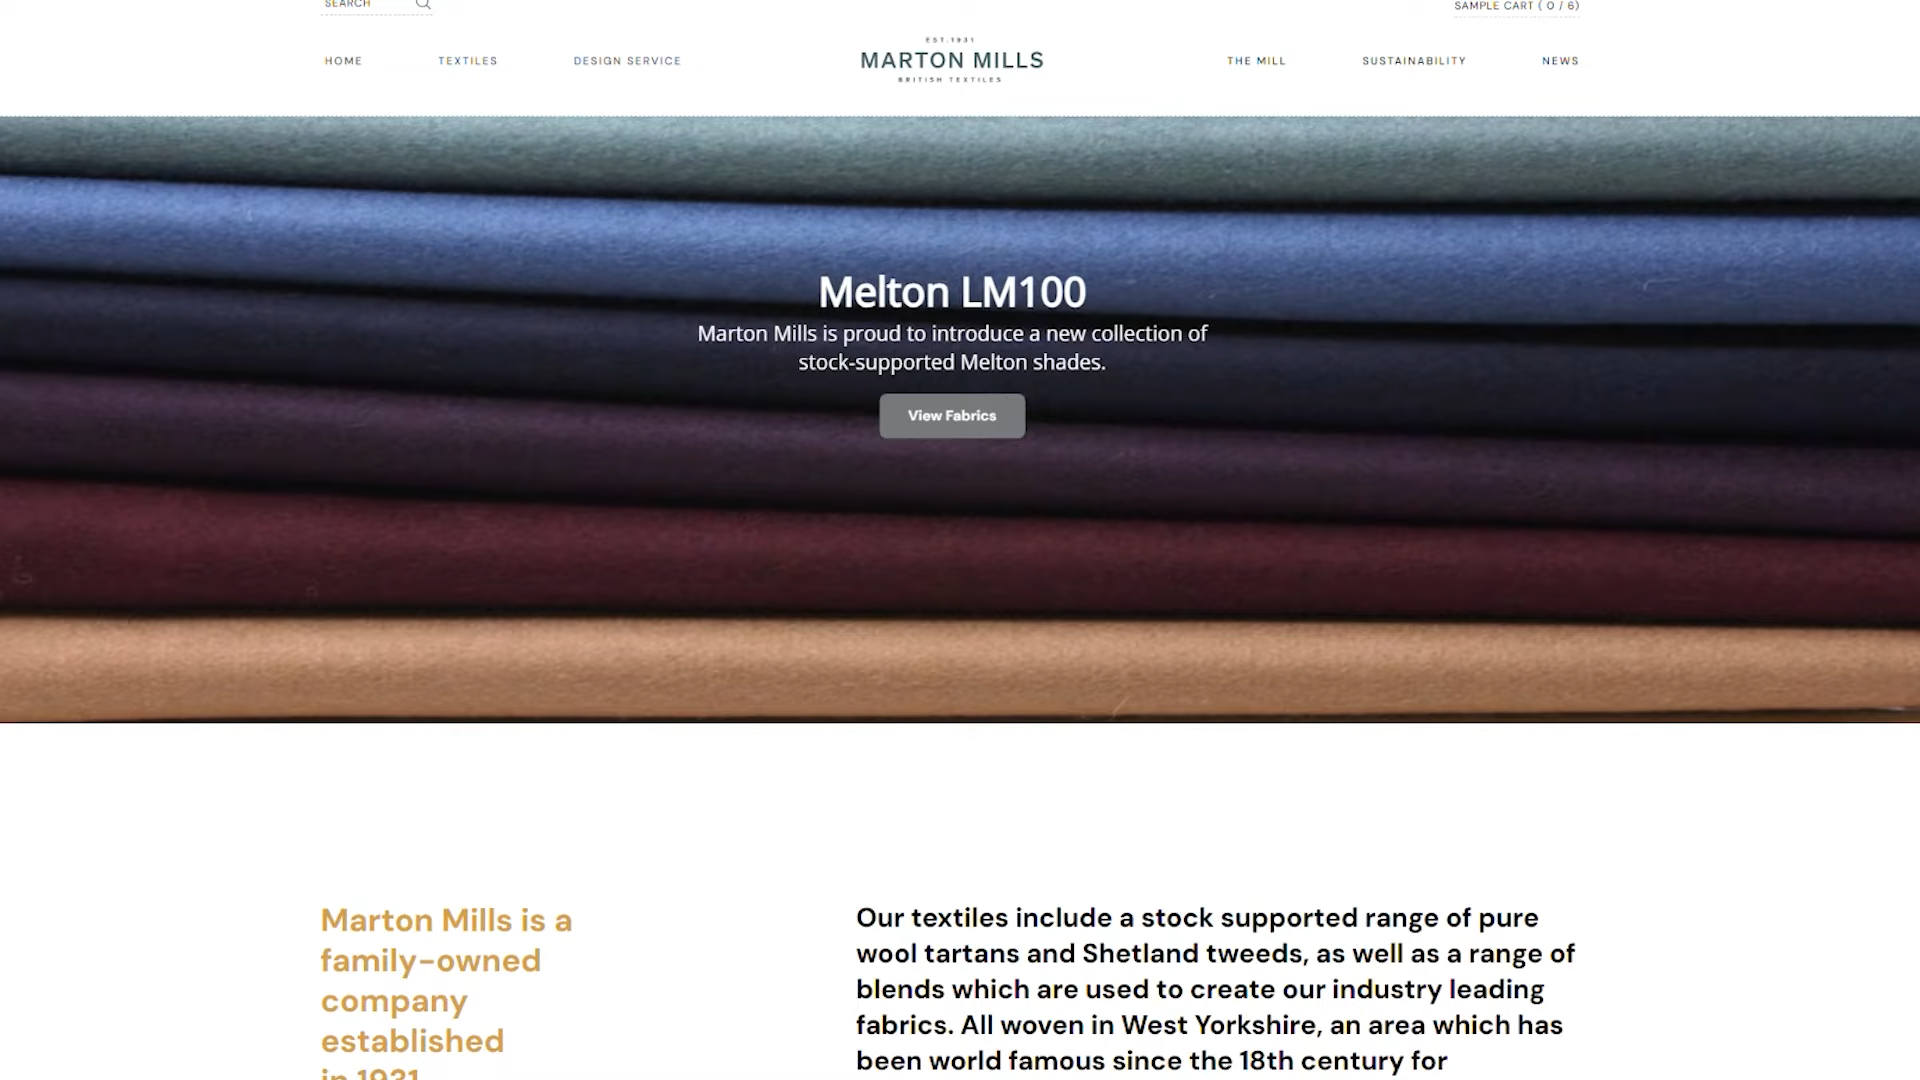 SEARCH
SAMPLE CART ( 0 / 6)
HOME
TEXTILES
DESIGN SERVICE
EST.1931
MARTON MILLS
BRITISH TEXTILES
THE MILL
SUSTAINABILITY
NEWS
Melton LM100
Marton Mills is proud to introduce a new collection of
stock-supported Melton shades.
View Fabrics
Marton Mills is a
family-owned
company
established
in 1931
Our textiles include a stock supported range of pure
wool tartans and Shetland tweeds, as well as a range of
blends which are used to create our industry leading
fabrics. All woven in West Yorkshire, an area which has
been world famous since the 18th century for